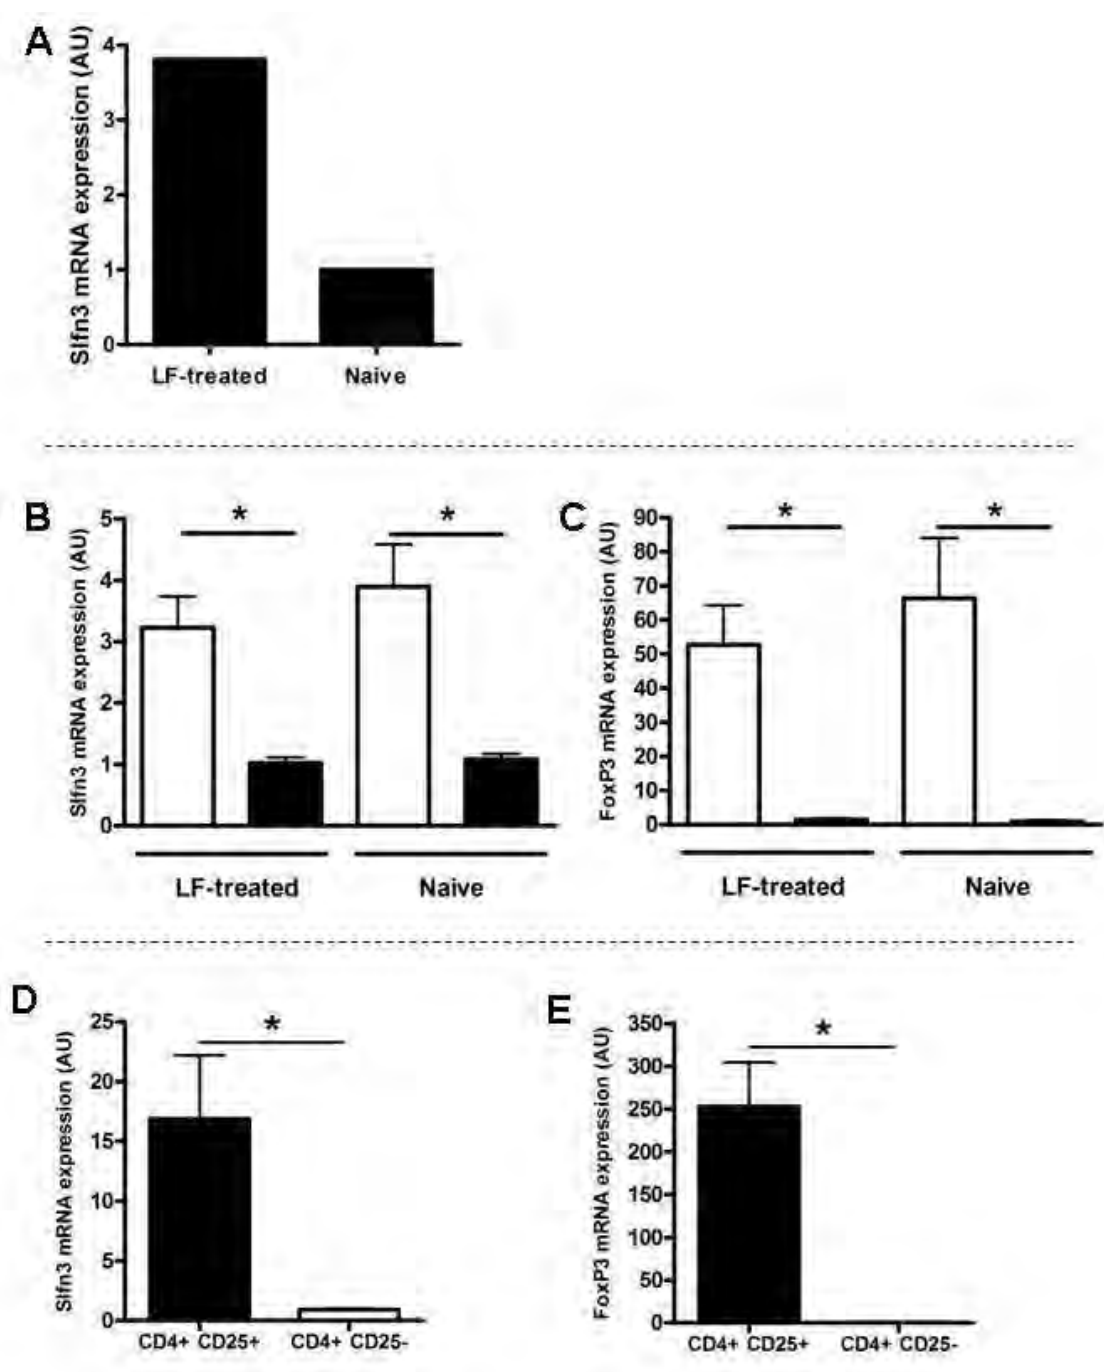 A
Slfn3 mRNA expression (AU)
4
3
2
1
0
LF-treated Naive
B
Slfn3 mRNA expression (AU)
5
4
3
2
1
0
* *
LF-treated Naive
C
FoxP3 mRNA expression (AU)
90
80
70
60
50
40
30
20
10
0
* *
LF-treated Naive
D
Slfn3 mRNA expression (AU)
25
20
15
10
5
0
*
CD4+ CD25+ CD4+ CD25-
E
FoxP3 mRNA expression (AU)
350
300
250
200
150
100
50
0
*
CD4+ CD25+ CD4+ CD25-